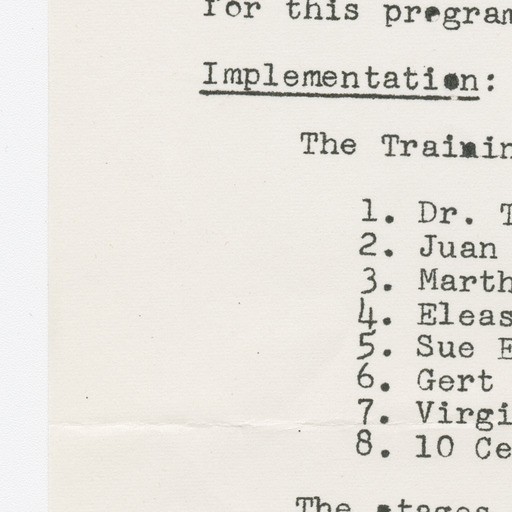 for this program
Implementation:
The Trainin
1. Dr. T
2. Juan
3. Marth
4. Eleas
5. Sue E
6. Gert
7. Virgi
8. 10 Ce
The stages